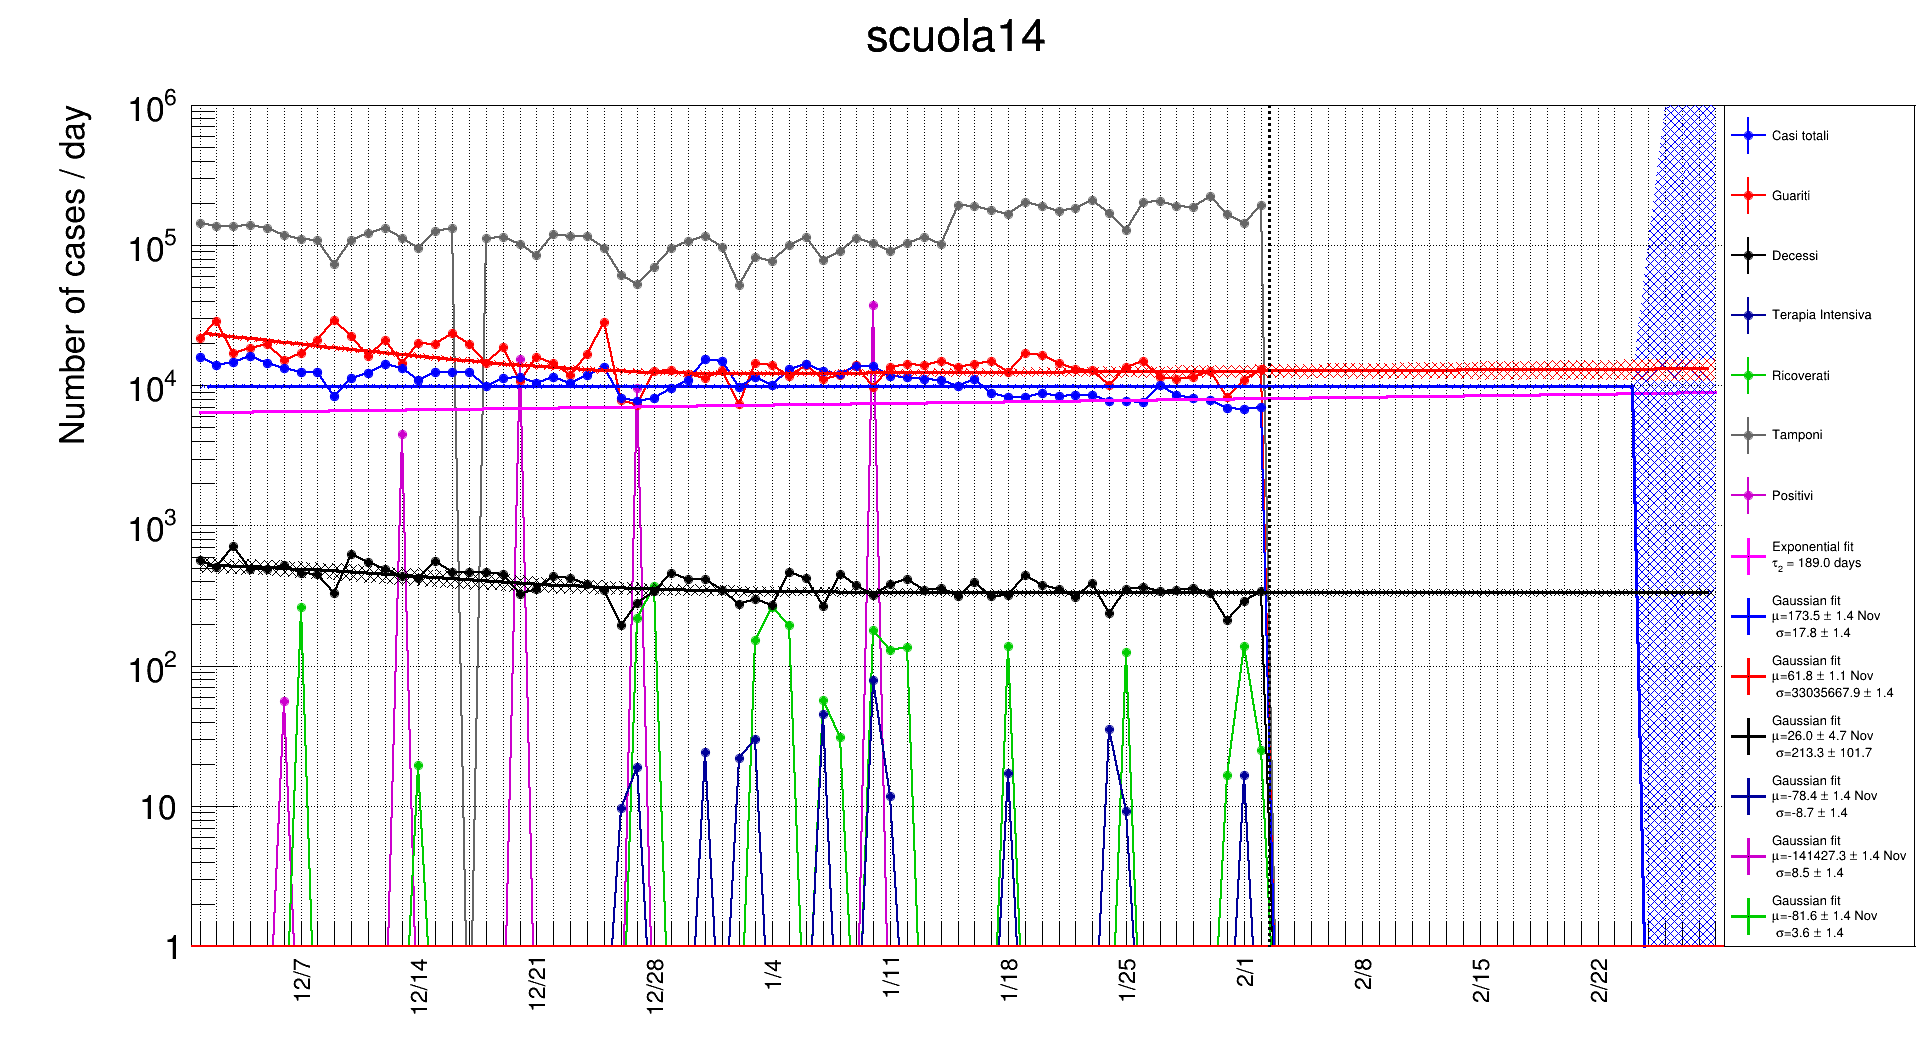 scuola14
Number of cases / day
10^6
10^5
10^4
10^3
10^2
10
1
12/7
12/14
12/21
12/28
1/4
1/11
1/18
1/25
2/1
2/8
2/15
2/22
Casi totali
Guariti
Decessi
Terapia Intensiva
Ricoverati
Tamponi
Positivi
Exponential fit
τ₂ = 189.0 days
Gaussian fit
μ=173.5 ± 1.4 Nov
σ=17.8 ± 1.4
Gaussian fit
μ=61.8 ± 1.1 Nov
σ=33035667.9 ± 1.4
Gaussian fit
μ=26.0 ± 4.7 Nov
σ=213.3 ± 101.7
Gaussian fit
μ=-78.4 ± 1.4 Nov
σ=-8.7 ± 1.4
Gaussian fit
μ=-141427.3 ± 1.4 Nov
σ=8.5 ± 1.4
Gaussian fit
μ=-81.6 ± 1.4 Nov
σ=3.6 ± 1.4